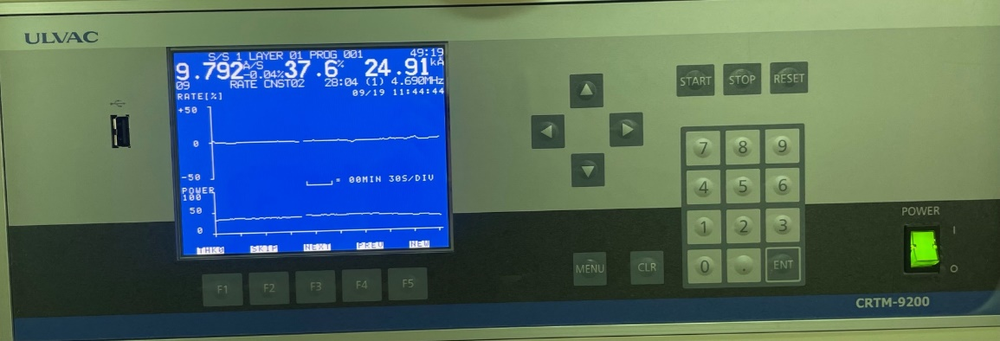 ULVAC
S/S 1 LAYER 01 PROG 001 49:19
9.792 A/S -0.04% 37.6% 24.91 kÅ
09 RATE CNST02 28:04 (1) 4.690MHz
RATE[%] 09/19 11:44:44
+50
0
-50
= 00MIN 30S/DIV
POWER
100
50
0
THK0 SKIP NEXT PREV NEW
F1 F2 F3 F4 F5
START STOP RESET
7 8 9
4 5 6
1 2 3
0 . ENT
MENU CLR
POWER
I
O
CRTM-9200